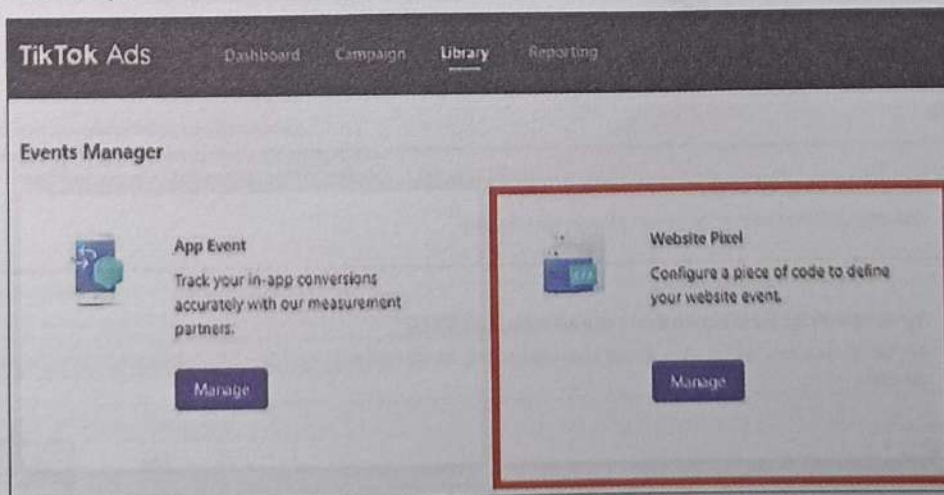 TikTok Ads Dashboard Campaign Library Reporting
Events Manager
App Event
Track your in-app conversions
accurately with our measurement
partners.
Manage
Website Pixel
Configure a piece of code to define
your website event.
Manage